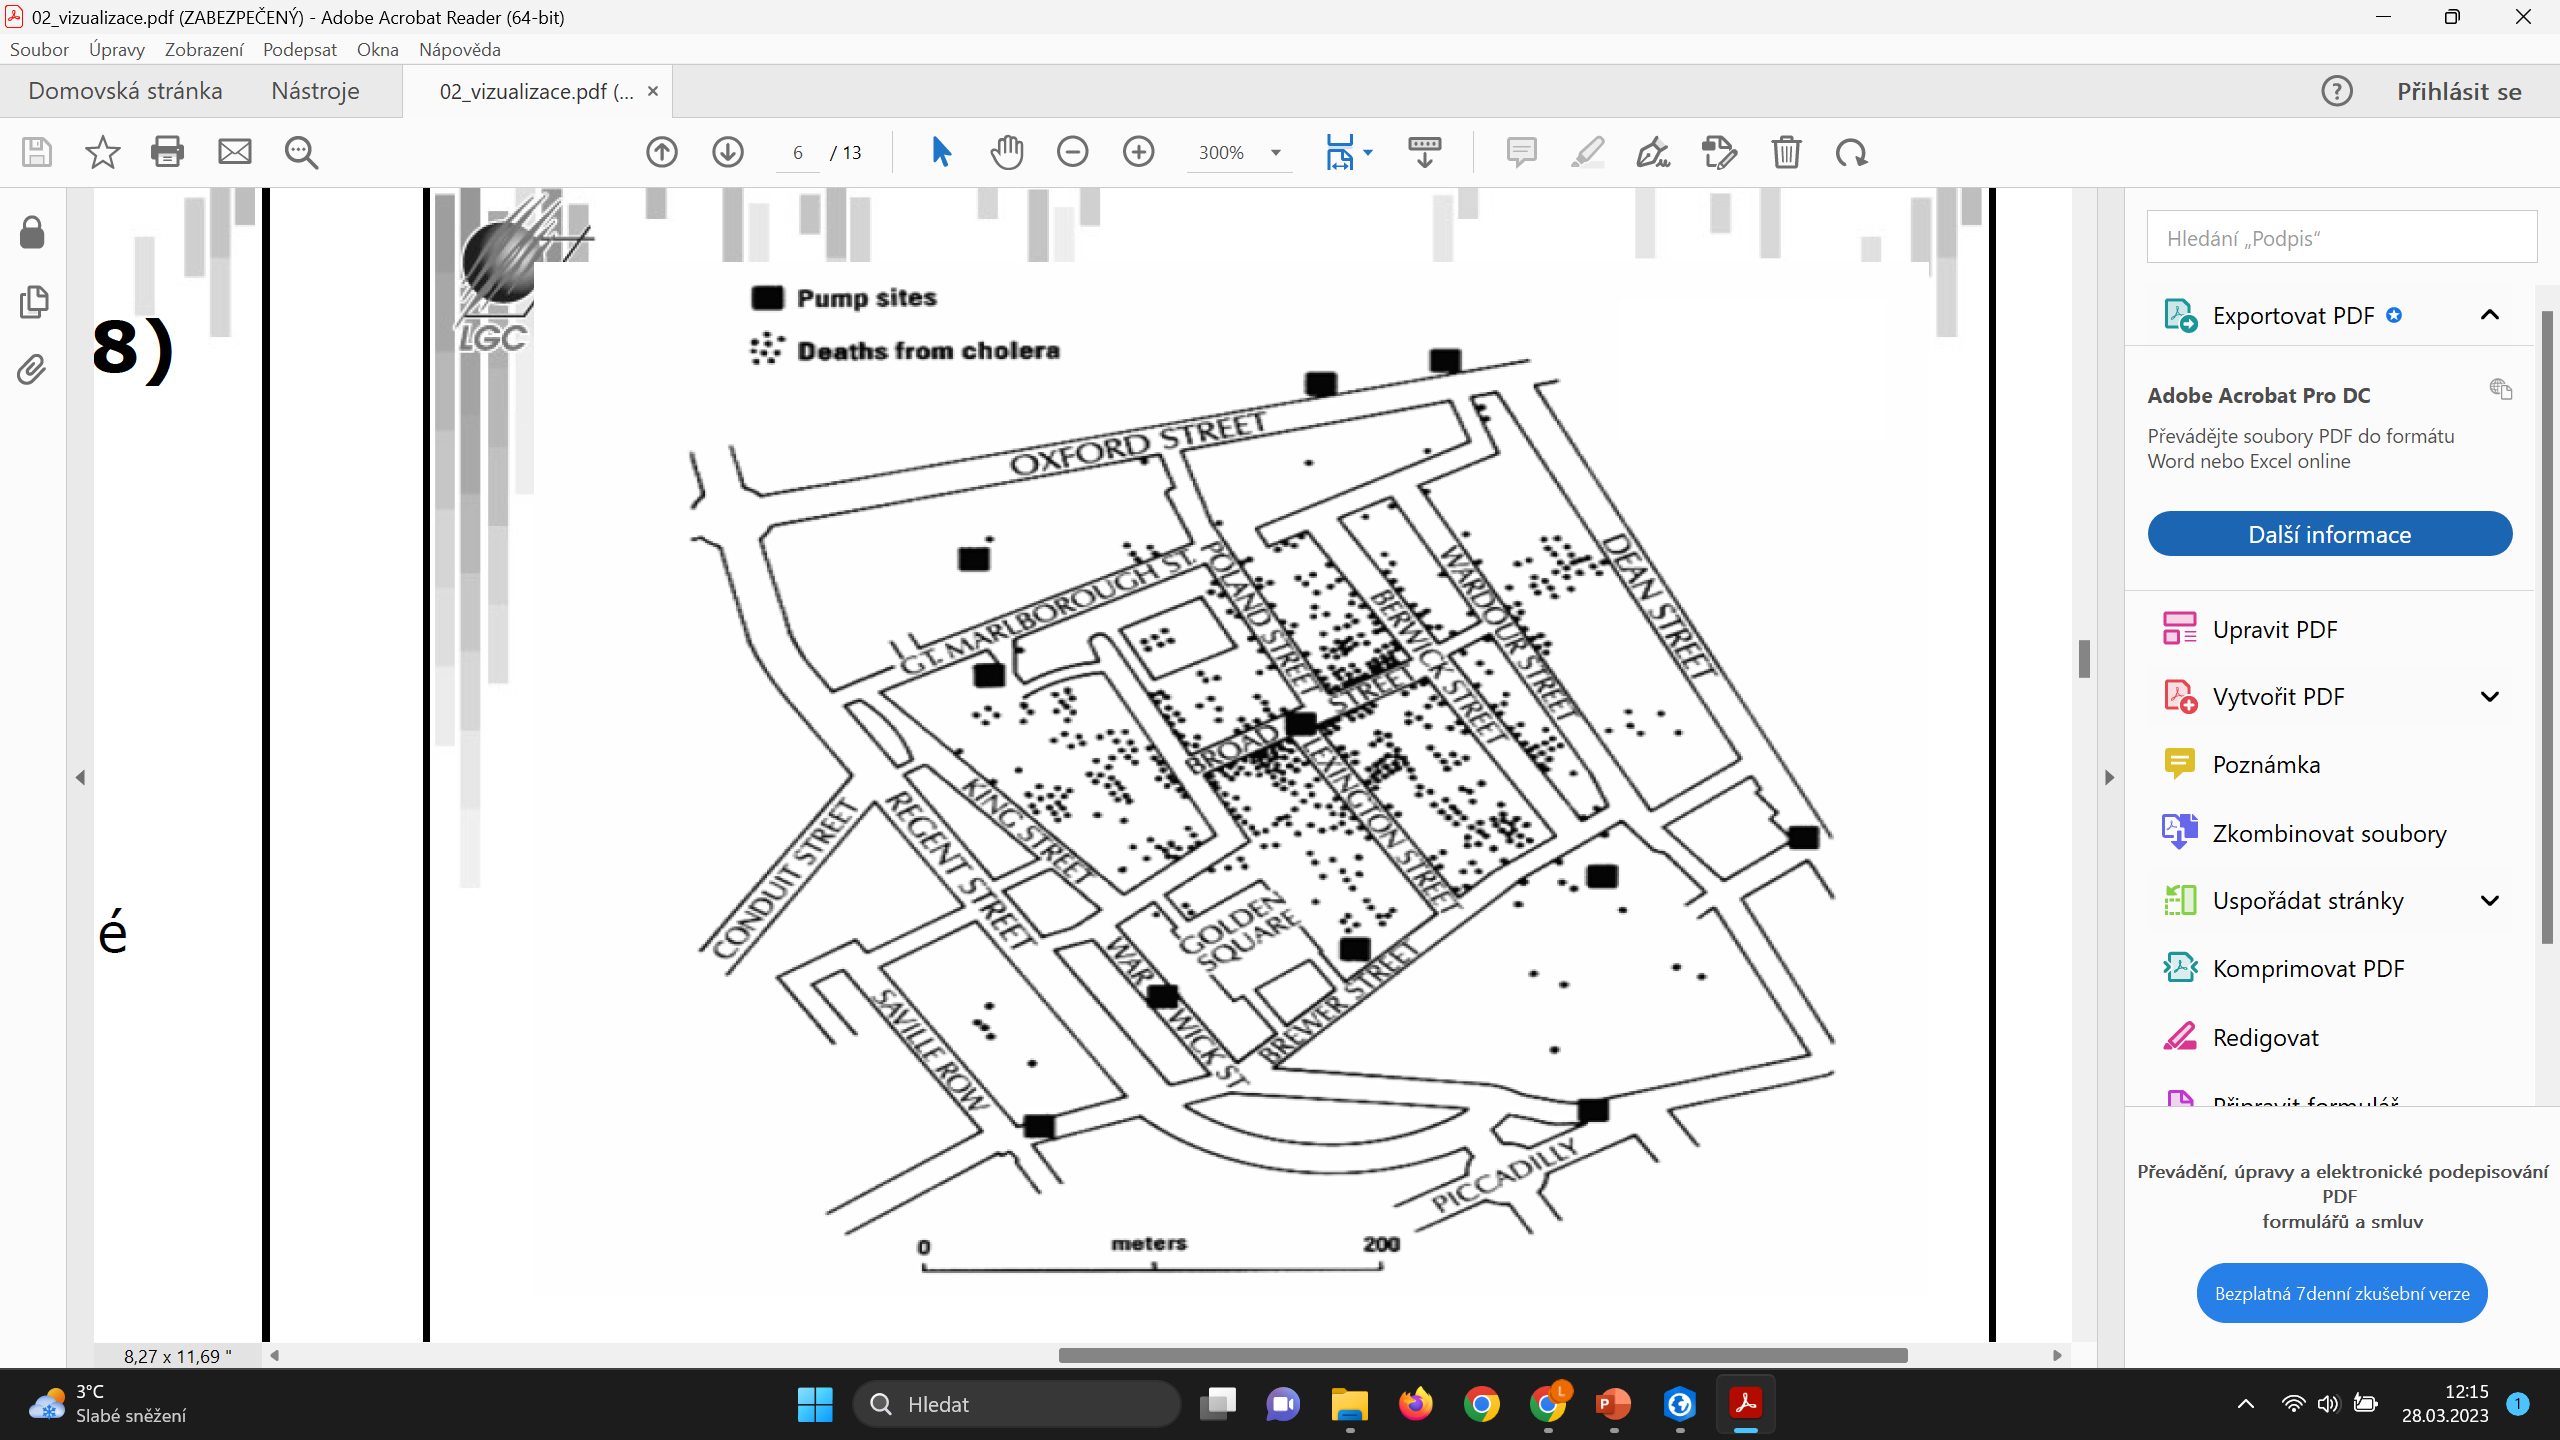 02_vizualizace.pdf (ZABEZPEČENÝ) - Adobe Acrobat Reader (64-bit)
Soubor Úpravy Zobrazení Podepsat Okna Nápověda
Domovská stránka Nástroje 02_vizualizace.pdf (... × ? Přihlásit se
6 / 13 300%
8)
é
LGC
Pump sites
Deaths from cholera
OXFORD STREET
GT. MARLBOROUGH ST.
POLAND STREET
BERWICK STREET
WARDOUR STREET
DEAN STREET
BROAD STREET
LEXINGTON STREET
KING STREET
REGENT STREET
CONDUIT STREET
GOLDEN
SQUARE
WARWICK ST
BREWER STREET
SAVILLE ROW
PICCADILLY
0 meters 200
Hledání „Podpis“
Exportovat PDF
Adobe Acrobat Pro DC
Převádějte soubory PDF do formátu
Word nebo Excel online
Další informace
Upravit PDF
Vytvořit PDF
Poznámka
Zkombinovat soubory
Uspořádat stránky
Komprimovat PDF
Redigovat
Připravit formulář
Převádění, úpravy a elektronické podepisování
PDF
formulářů a smluv
Bezplatná 7denní zkušební verze
8,27 x 11,69 "
3°C
Slabé sněžení
Hledat
L
P
12:15
28.03.2023
1